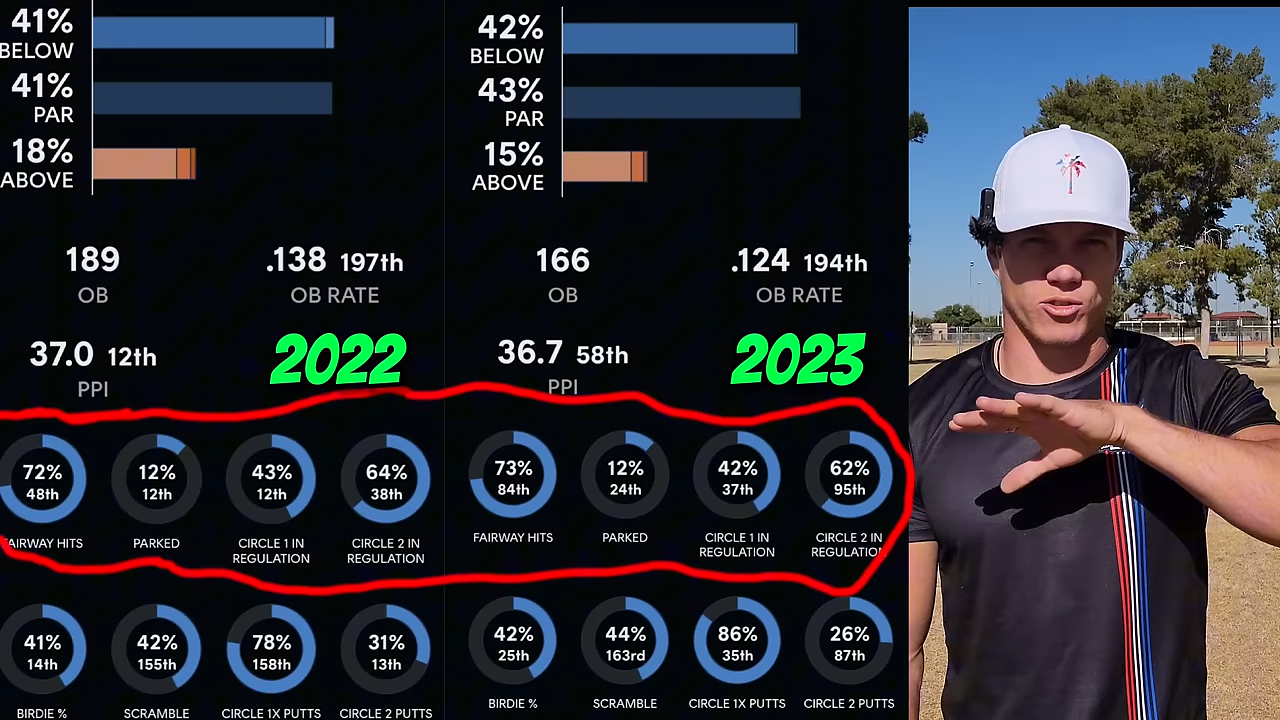 41%
BELOW
41%
PAR
18%
ABOVE
189
OB
.138 197th
OB RATE
37.0 12th
PPI
2022
72%
48th
FAIRWAY HITS
12%
12th
PARKED
43%
12th
CIRCLE 1 IN
REGULATION
64%
38th
CIRCLE 2 IN
REGULATION
41%
14th
BIRDIE %
42%
155th
SCRAMBLE
78%
158th
CIRCLE 1X PUTTS
31%
13th
CIRCLE 2 PUTTS
42%
BELOW
43%
PAR
15%
ABOVE
166
OB
.124 194th
OB RATE
36.7 58th
PPI
2023
73%
84th
FAIRWAY HITS
12%
24th
PARKED
42%
37th
CIRCLE 1 IN
REGULATION
62%
95th
CIRCLE 2 IN
REGULATION
42%
25th
BIRDIE %
44%
163rd
SCRAMBLE
86%
35th
CIRCLE 1X PUTTS
26%
87th
CIRCLE 2 PUTTS